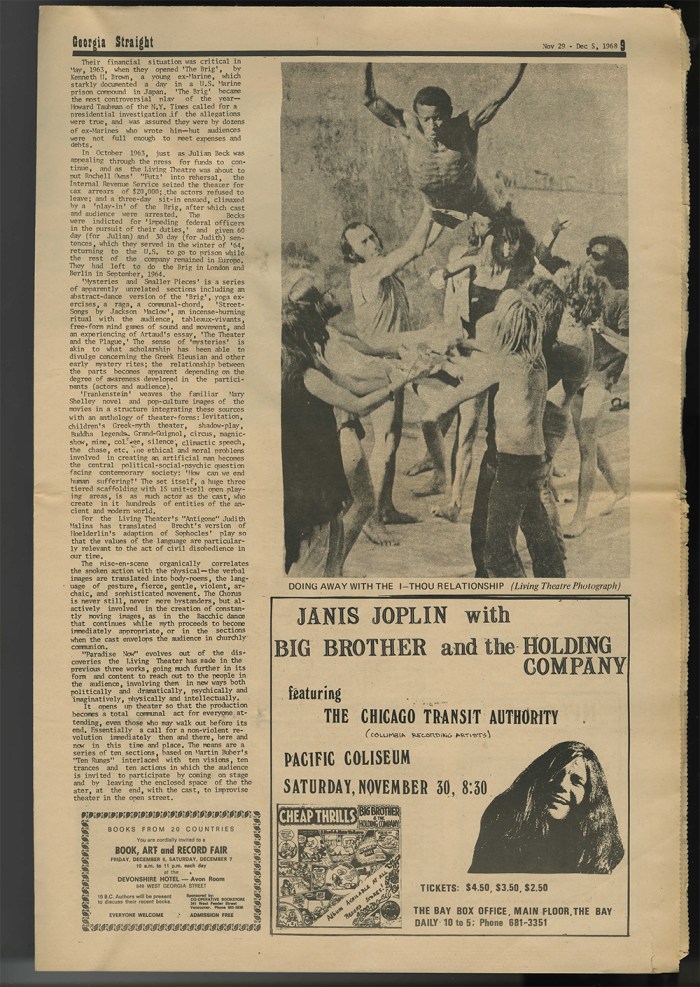 Georgia Straight
Nov 29 - Dec 5, 1968 9
Their financial situation was critical in
May, 1963, when they opened 'The Brig', by
Kenneth H. Brown, a young ex-Marine, which
starkly documented a day in a U.S. Marine
prison compound in Japan. 'The Brig' became
the most controversial play of the year—
Howard Taubman of the N.Y. Times called for a
presidential investigation if the allegations
were true, and was assured they were by dozens
of ex-Marines who wrote him—but audiences
were not full enough to meet expenses and
debts.
In October 1963, just as Julian Beck was
appealing through the press for funds to con-
tinue, and as the Living Theatre was about to
put Rochell Owns' "Futz' into rehersal, the
Internal Revenue Service seized the theater for
tax arrears of $20,000; the actors refused to
leave; and a three-day sit-in ensued, climaxed
by a 'play-in' of the Brig, after which cast
and audience were arrested. The Becks
were indicted for 'impeding federal officers
in the pursuit of their duties,' and given 60
day (for Julian) and 30 day (for Judith) sen-
tences, which they served in the winter of '64,
returning to the U.S. to go to prison while
the rest of the company remained in Europe.
They had left to do the Brig in London and
Berlin in September, 1964.
'Mysteries and Smaller Pieces' is a series
of apparently unrelated sections including an
abstract-dance version of the 'Brig', yoga ex-
ercises, a raga, a communal-chord, 'Street-
Songs by Jackson Maclow', an incense-burning
ritual with the audience, tableaux-vivants,
free-form mind games of sound and movement, and
an experiencing of Artaud's essay, 'The Theater
and the Plague,' The sense of 'mysteries' is
akin to what scholarship has been able to
divulge concerning the Greek Eleusian and other
early mystery rites; the relationship between
the parts becomes apparent depending on the
degree of awareness developed in the partici-
pants (actors and audience).
'Frankenstein' weaves the familiar Mary
Shelley novel and pop-culture images of the
movies in a structure integrating these sources
with an anthology of theater-forms: levitation,
children's Greek-myth theater, shadow-play,
Buddha legends, Grand-Guignol, circus, magic-
show, mime, collage, silence, climactic speech,
the chase, etc. The ethical and moral problems
involved in creating an artificial man becomes
the central political-social-psychic question
facing contemporary society: 'How can we end
human suffering?' The set itself, a huge three
tiered scaffolding with 15 unit-cell open play-
ing areas, is as much actor as the cast, who
create in it hundreds of entities of the an-
cient and modern world.
For the Living Theater's "Antigone" Judith
Malina has translated Brecht's version of
Hoelderlin's adaption of Sophocles' play so
that the values of the language are particular-
ly relevant to the act of civil disobedience in
our time.
The mise-en-scene organically correlates
the spoken action with the physical—the verbal
images are translated into body-poems, the lang-
uage of gesture, fierce, gentle, violent, ar-
chaic, and sophisticated movement. The Chorus
is never still, never mere bystanders, but al-
actively involved in the creation of constan-
tly moving images, as in the Bacchic dance
that continues while myth proceeds to become
immediately appropriate, or in the sections
when the cast envelops the audience in churchly
communion.
"Paradise Now" evolves out of the dis-
coveries the Living Theater has made in the
previous three works, going much further in its
form and content to reach out to the people in
the audience, involving them in new ways both
politically and dramatically, psychically and
imaginatively, physically and intellectually.
It opens up theater so that the production
becomes a total communal act for everyone at-
tending, even those who may walk out before its
end. Essentially a call for a non-violent re-
volution immediately then and there, here and
now in this time and place. The means are a
series of ten sections, based on Martin Buber's
"Ten Rungs" interlaced with ten visions, ten
trances and ten actions in which the audience
is invited to participate by coming on stage
and by leaving the enclosed space of the the
ater, at the end, with the cast, to improvise
theater in the open street.
BOOKS FROM 20 COUNTRIES
You are cordially invited to a
BOOK, ART and RECORD FAIR
FRIDAY, DECEMBER 6, SATURDAY, DECEMBER 7
10 a.m. to 11 p.m. each day
at the
DEVONSHIRE HOTEL — Avon Room
849 WEST GEORGIA STREET
10 B.C. Authors will be present
to discuss their recent books.
Sponsored by:
CO-OPERATIVE BOOKSTORE
341 West Pender Street
EVERYONE WELCOME
ADMISSION FREE
DOING AWAY WITH THE I—THOU RELATIONSHIP (Living Theatre Photograph)
JANIS JOPLIN with
BIG BROTHER and the HOLDING
COMPANY
featuring
THE CHICAGO TRANSIT AUTHORITY
(COLUMBIA RECORDING ARTISTS)
PACIFIC COLISEUM
SATURDAY, NOVEMBER 30, 8:30
CHEAP THRILLS
BIG BROTHER
& THE
HOLDING COMPANY
Album Available at all
Record Stores!
TICKETS: $4.50, $3.50, $2.50
THE BAY BOX OFFICE, MAIN FLOOR, THE BAY
DAILY 10 to 5: Phone 681-3351